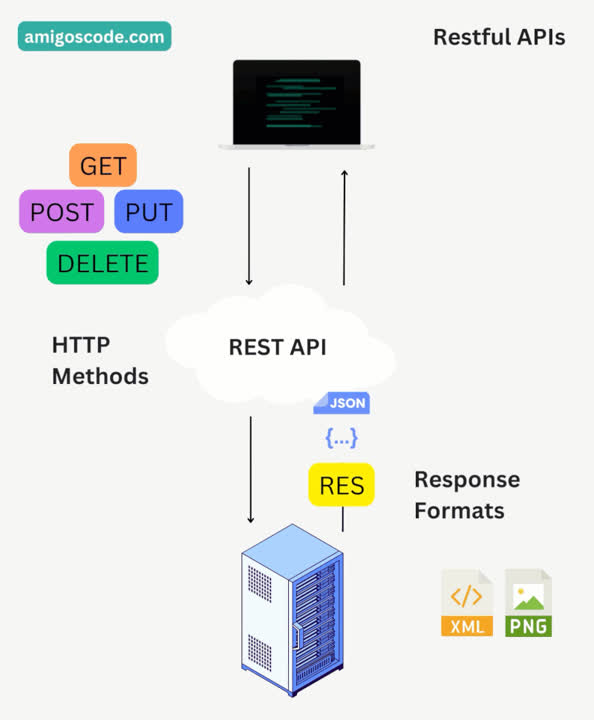 amigoscode.com
Restful APIs
GET
POST
PUT
DELETE
HTTP
Methods
REST API
JSON
{...}
RES
Response
Formats
</>
XML
PNG